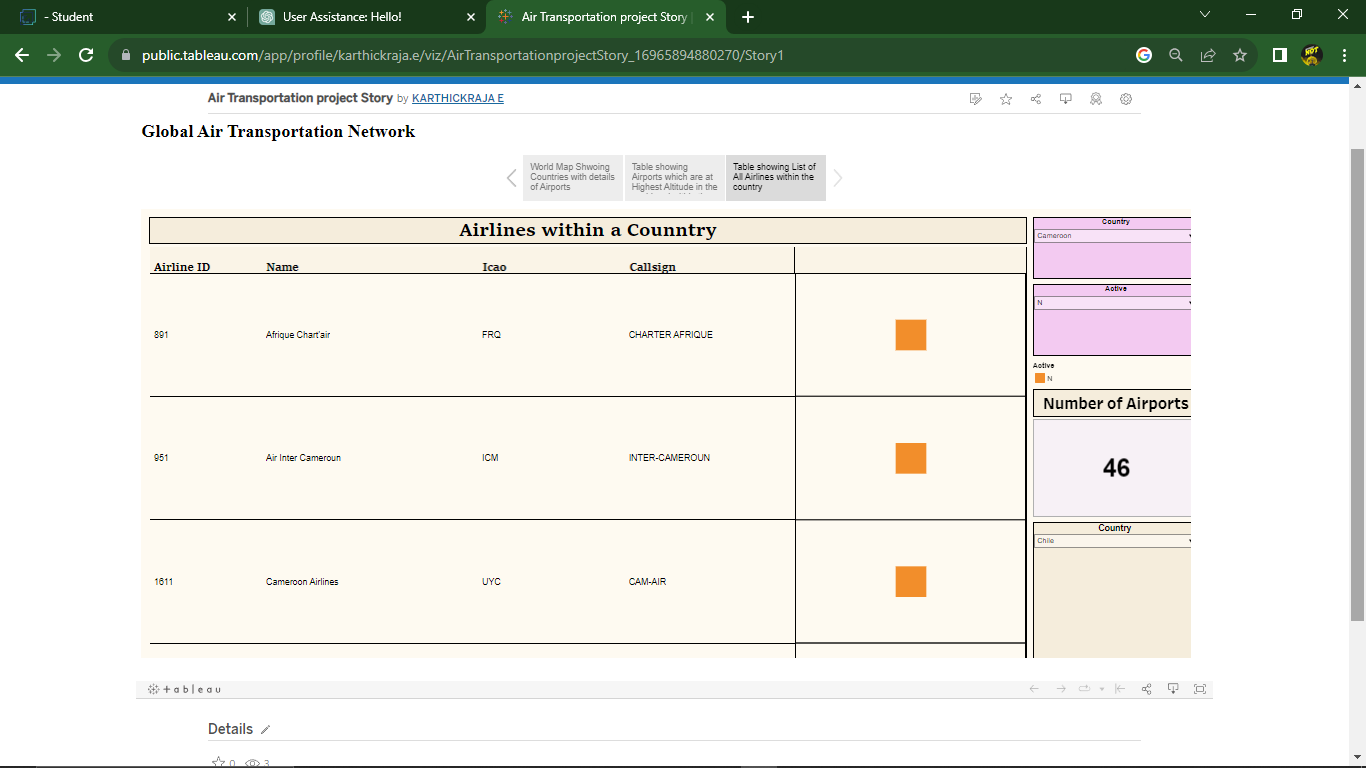 - Student
User Assistance: Hello!
Air Transportation project Story
public.tableau.com/app/profile/karthickraja.e/viz/AirTransportationprojectStory_16965894880270/Story1
Air Transportation project Story by KARTHICKRAJA E
Global Air Transportation Network
World Map Shwoing
Countries with details
of Airports
Table showing
Airports which are at
Highest Altitude in the
Table showing List of
All Airlines within the
country
Airlines within a Counntry
Airline ID Name Icao Callsign
891 Afrique Chart'air FRQ CHARTER AFRIQUE
951 Air Inter Cameroun ICM INTER-CAMEROUN
1611 Cameroon Airlines UYC CAM-AIR
Country
Cameroon
Active
N
Active
N
Number of Airports
46
Country
Chile
+ableau
Details
0 3